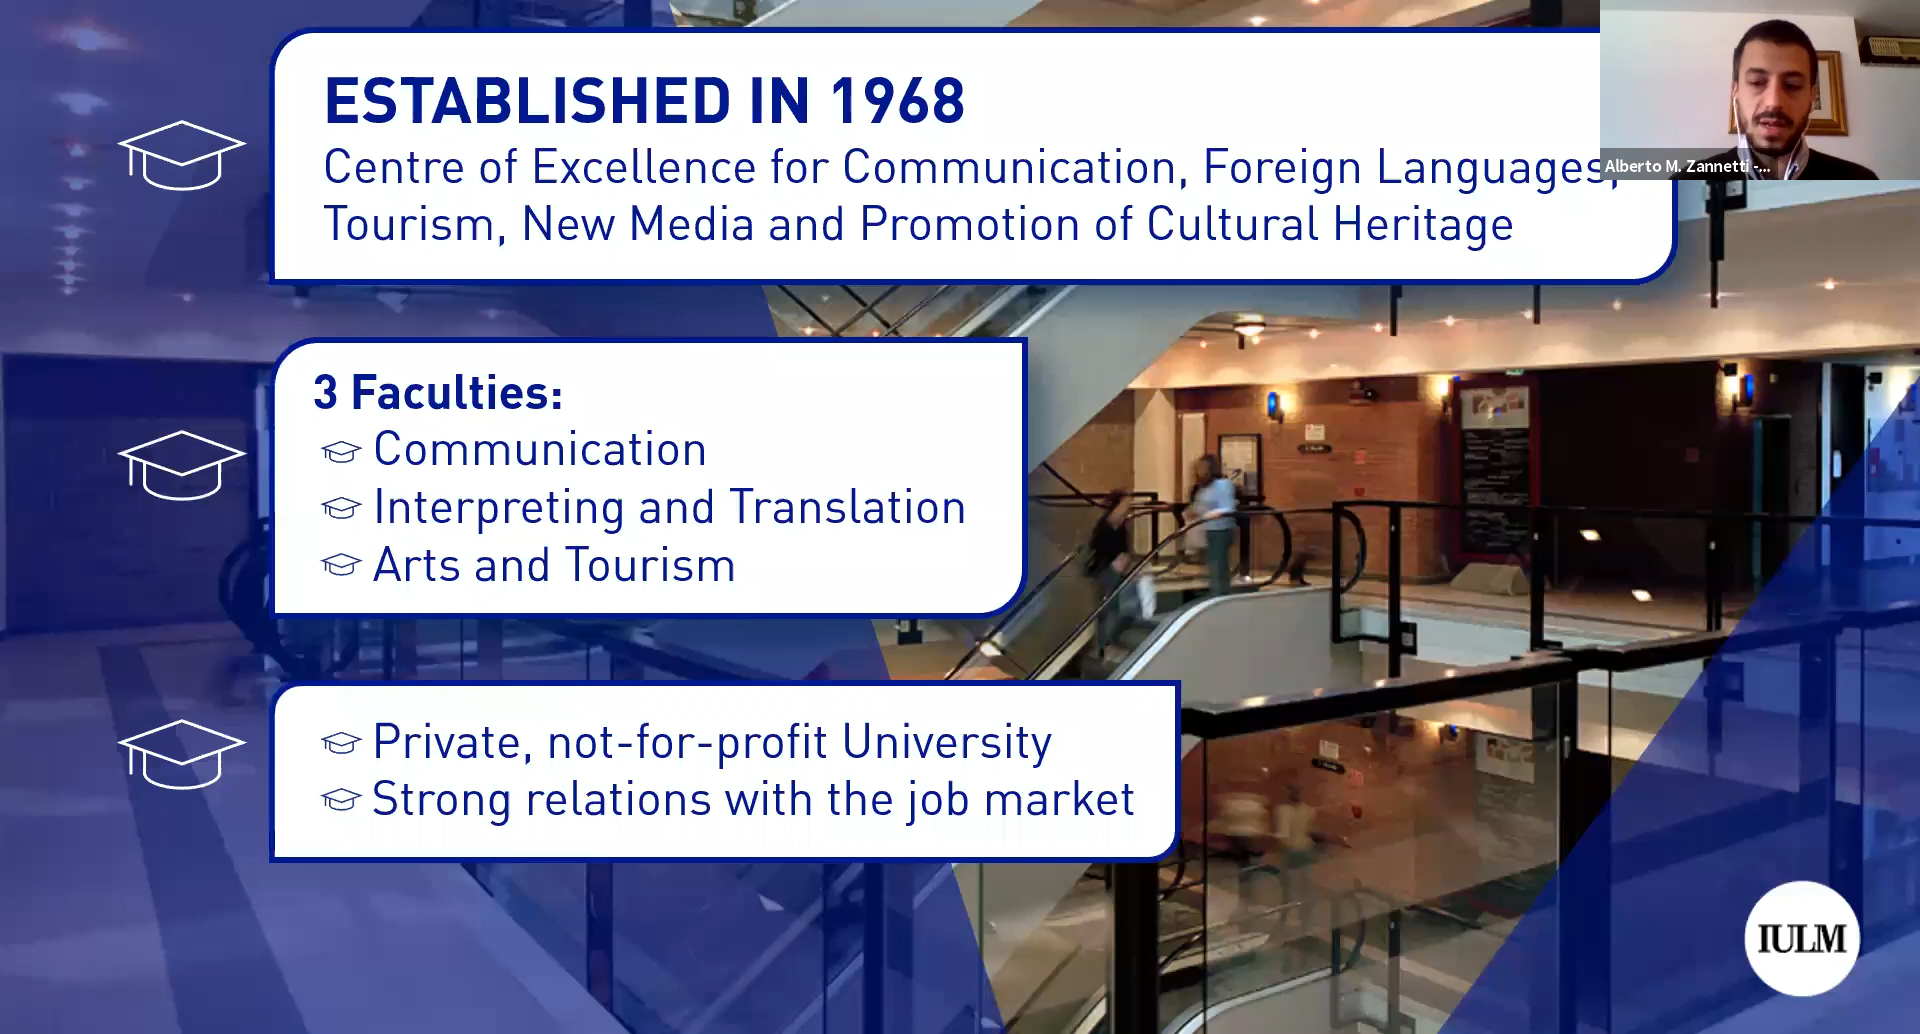 ESTABLISHED IN 1968
Centre of Excellence for Communication, Foreign Languages,
Tourism, New Media and Promotion of Cultural Heritage
Alberto M. Zannetti -...
3 Faculties:
Communication
Interpreting and Translation
Arts and Tourism
Private, not-for-profit University
Strong relations with the job market
IULM